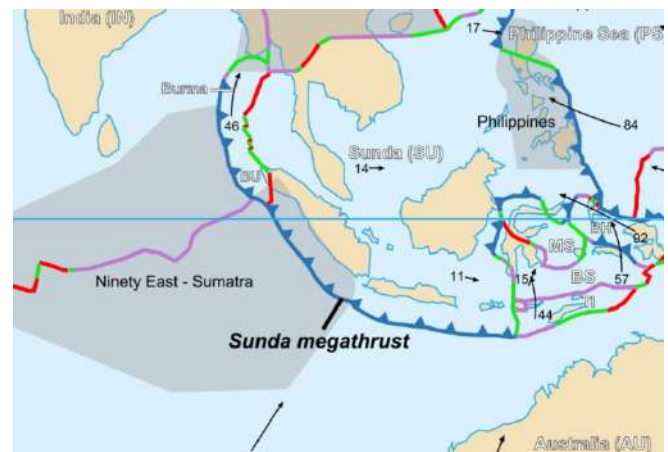 India (IN)
17
Philippine Sea (PS
Burma
46
Philippines
84
Sunda (SU)
14
BU
BH
92
MS
Ninety East - Sumatra
11
15
BS
57
TI
44
Sunda megathrust
Australia (AU)